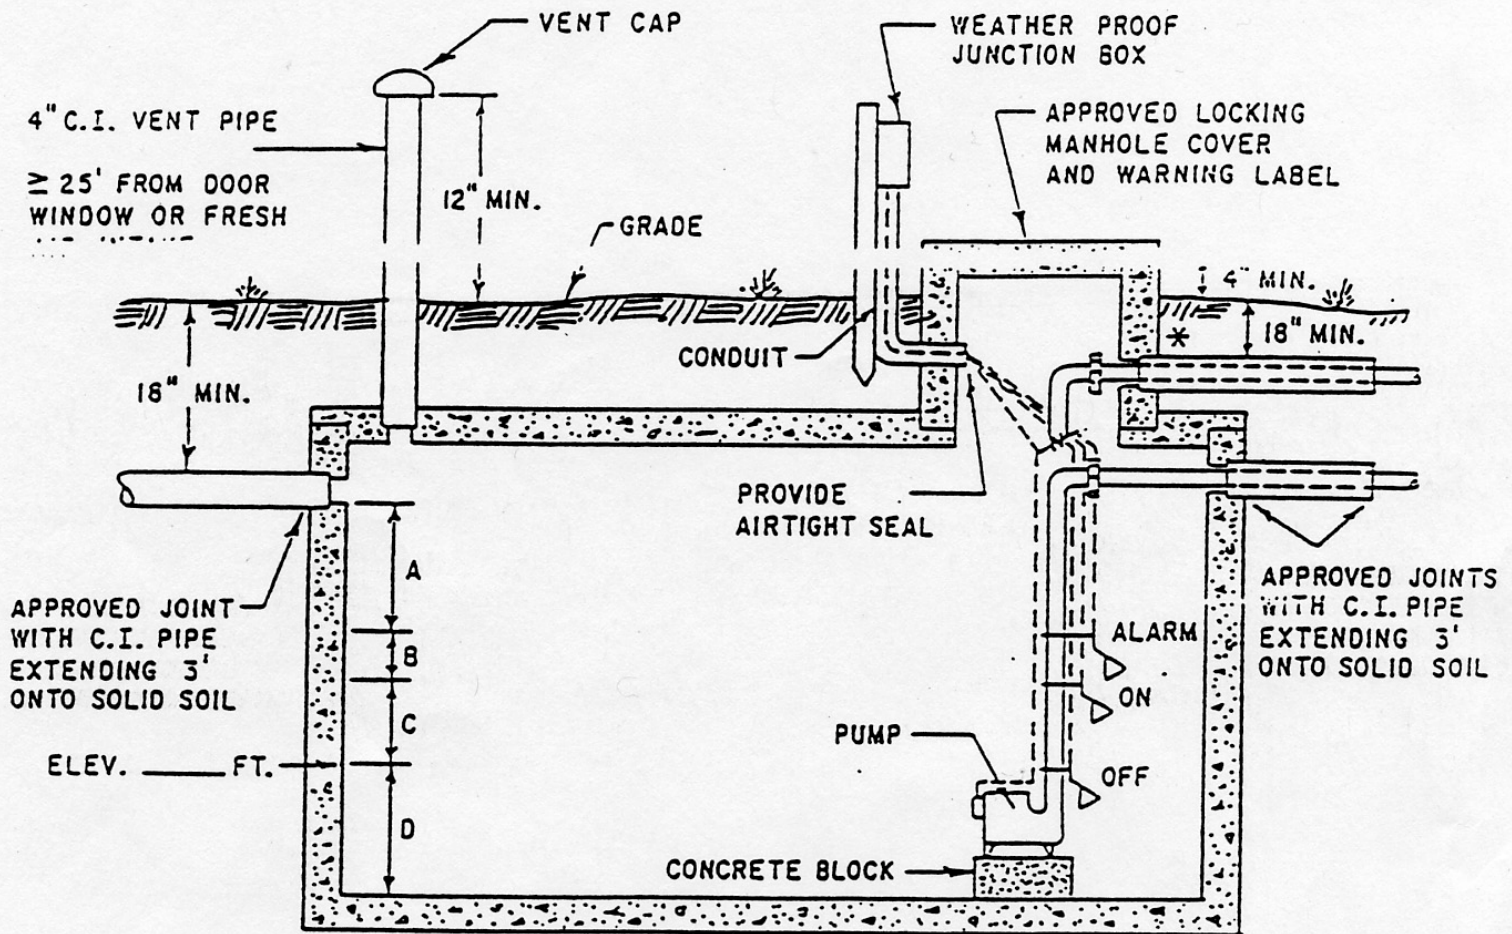 VENT CAP
4" C.I. VENT PIPE
≥ 25' FROM DOOR
WINDOW OR FRESH
12" MIN.
GRADE
WEATHER PROOF
JUNCTION BOX
APPROVED LOCKING
MANHOLE COVER
AND WARNING LABEL
4" MIN.
18" MIN.
*
CONDUIT
18" MIN.
PROVIDE
AIRTIGHT SEAL
A
B
C
D
APPROVED JOINT
WITH C.I. PIPE
EXTENDING 3'
ONTO SOLID SOIL
APPROVED JOINTS
WITH C.I. PIPE
EXTENDING 3'
ONTO SOLID SOIL
ALARM
ON
OFF
PUMP
ELEV. ____ FT.
CONCRETE BLOCK